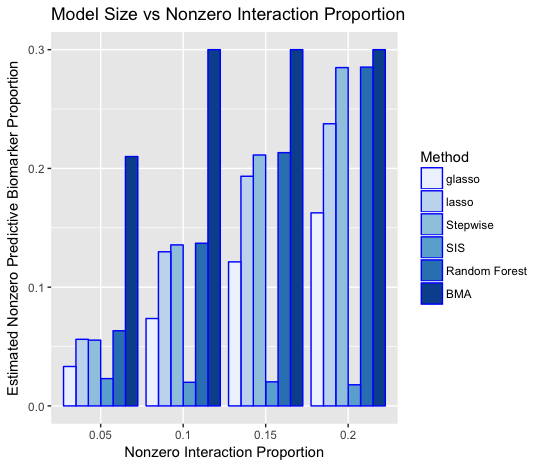 Model Size vs Nonzero Interaction Proportion
Estimated Nonzero Predictive Biomarker Proportion
0.3
0.2
0.1
0.0
0.05
0.1
0.15
0.2
Nonzero Interaction Proportion
Method
glasso
lasso
Stepwise
SIS
Random Forest
BMA